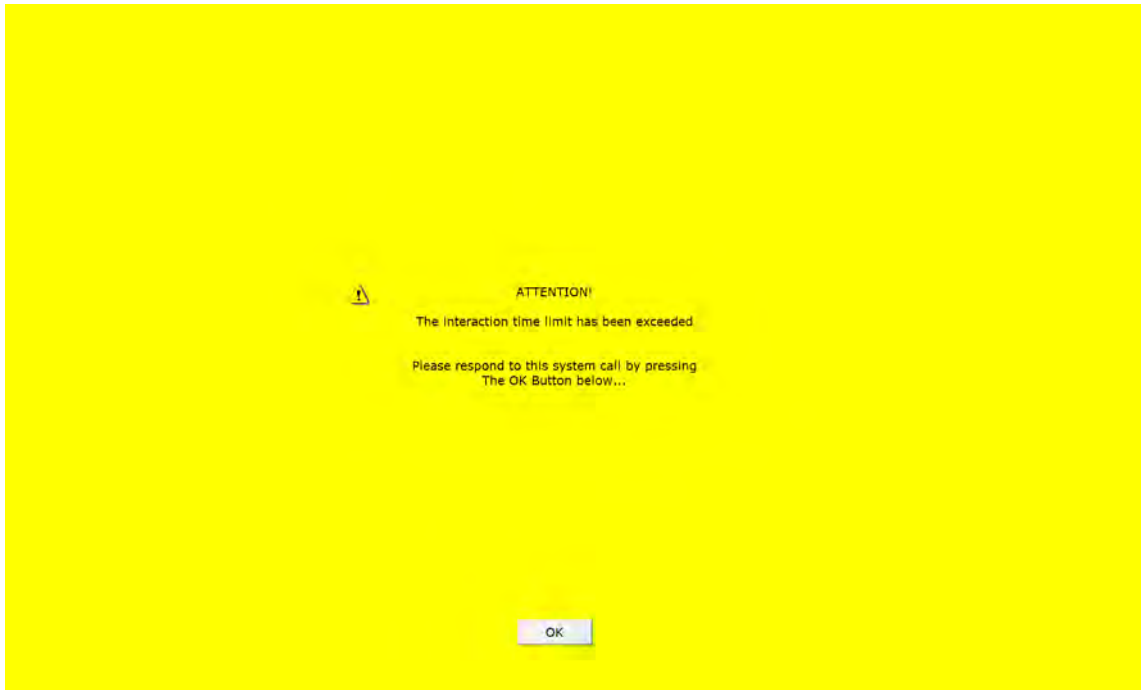 ATTENTION!
The interaction time limit has been exceeded
Please respond to this system call by pressing
The OK Button below...
OK